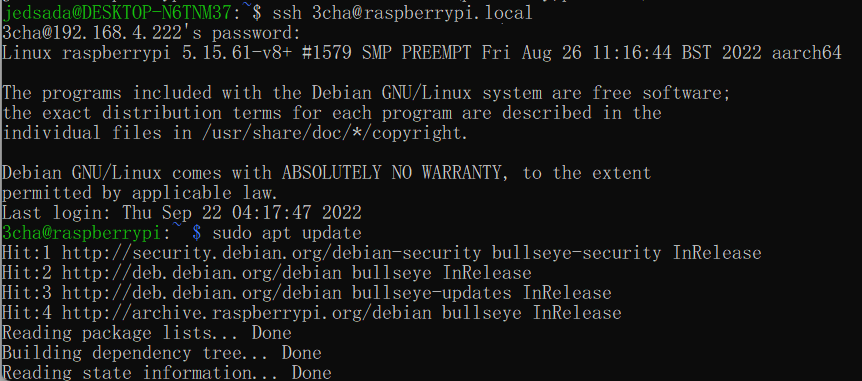 jedsada@DESKTOP-N6TNM37:~$ ssh 3cha@raspberrypi.local
3cha@192.168.4.222's password:
Linux raspberrypi 5.15.61-v8+ #1579 SMP PREEMPT Fri Aug 26 11:16:44 BST 2022 aarch64

The programs included with the Debian GNU/Linux system are free software;
the exact distribution terms for each program are described in the
individual files in /usr/share/doc/*/copyright.

Debian GNU/Linux comes with ABSOLUTELY NO WARRANTY, to the extent
permitted by applicable law.
Last login: Thu Sep 22 04:17:47 2022
3cha@raspberrypi:~ $ sudo apt update
Hit:1 http://security.debian.org/debian-security bullseye-security InRelease
Hit:2 http://deb.debian.org/debian bullseye InRelease
Hit:3 http://deb.debian.org/debian bullseye-updates InRelease
Hit:4 http://archive.raspberrypi.org/debian bullseye InRelease
Reading package lists... Done
Building dependency tree... Done
Reading state information... Done